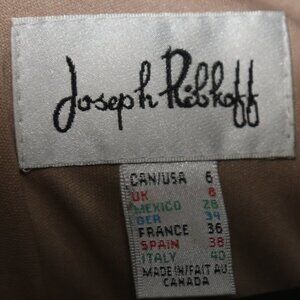 Joseph Ribkoff
CAN/USA 6
UK 8
MEXICO 28
GER 34
FRANCE 36
SPAIN 38
ITALY 40
MADE IN/FAIT AU
CANADA